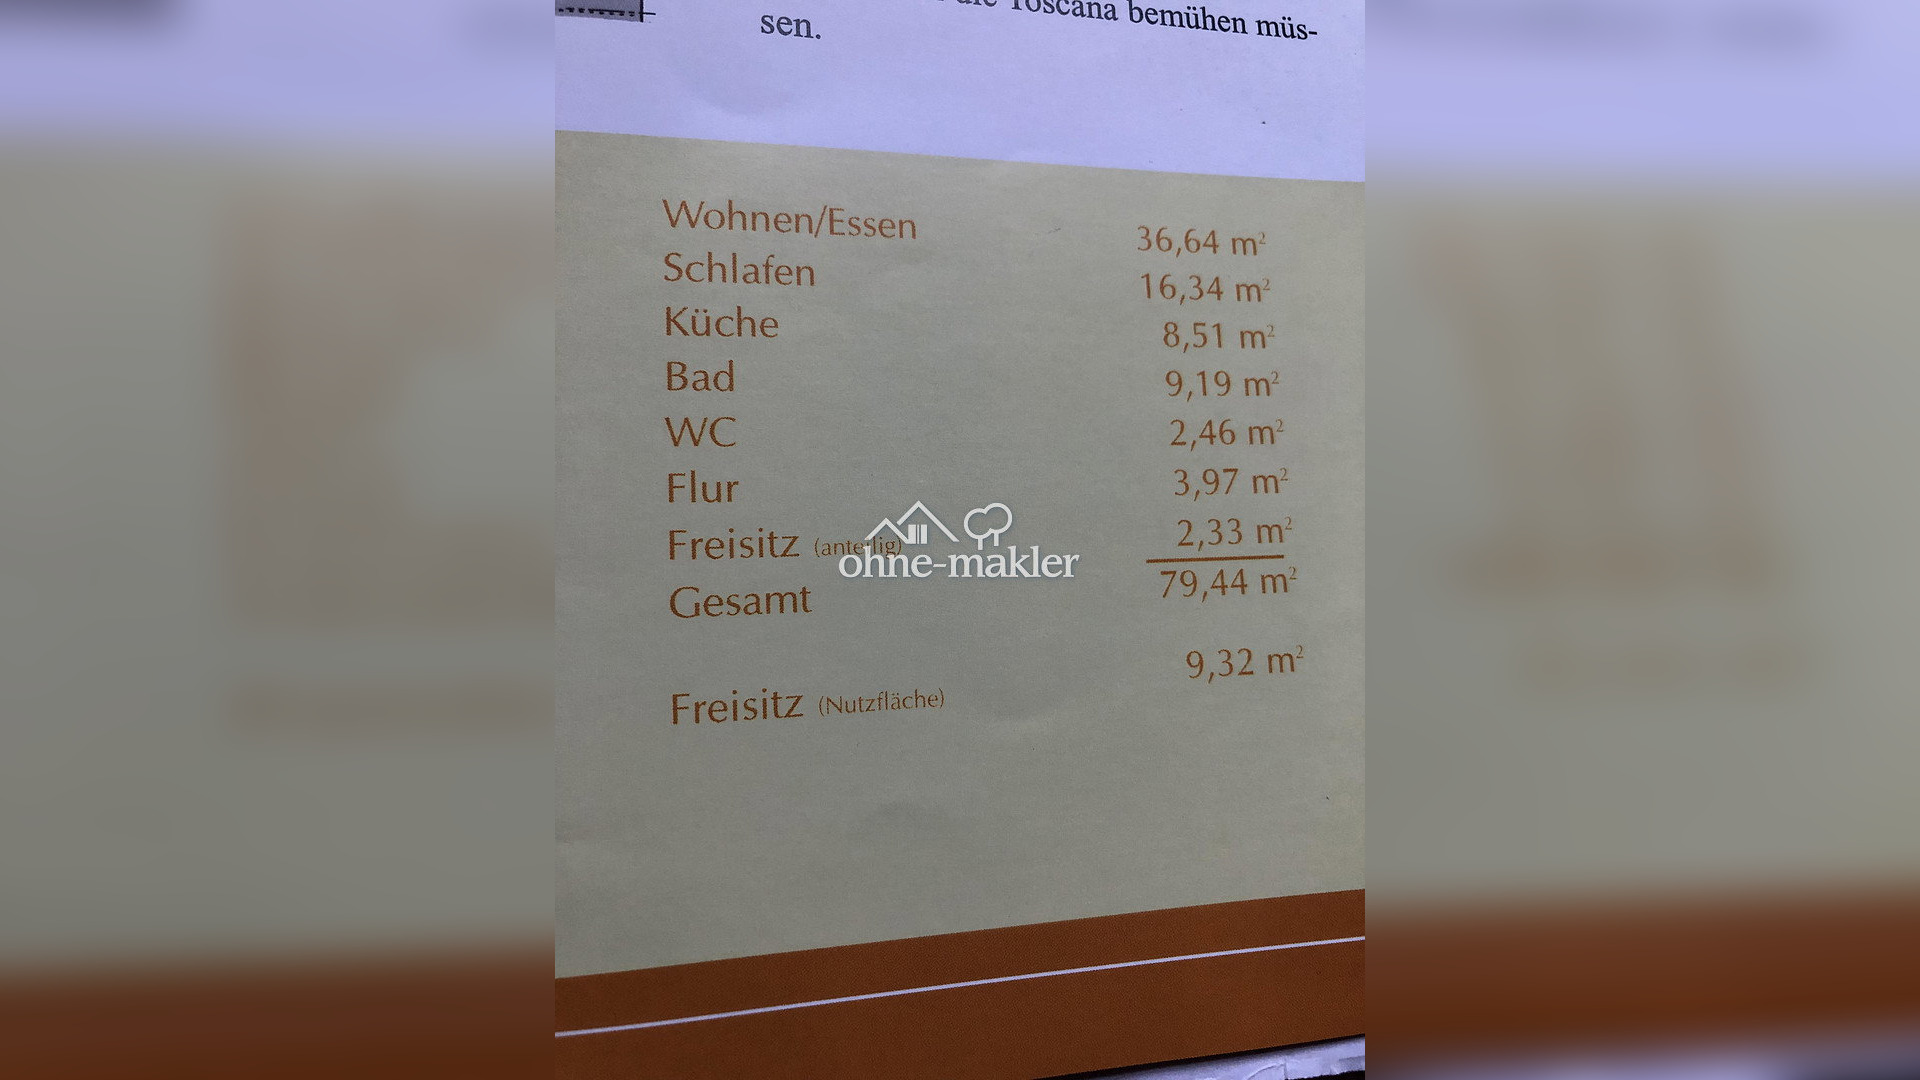 die Toscana bemühen müs-
sen.
Wohnen/Essen 36,64 m²
Schlafen 16,34 m²
Küche 8,51 m²
Bad 9,19 m²
WC 2,46 m²
Flur 3,97 m²
Freisitz (anteilig) 2,33 m²
Gesamt 79,44 m²
Freisitz (Nutzfläche) 9,32 m²
ohne-makler